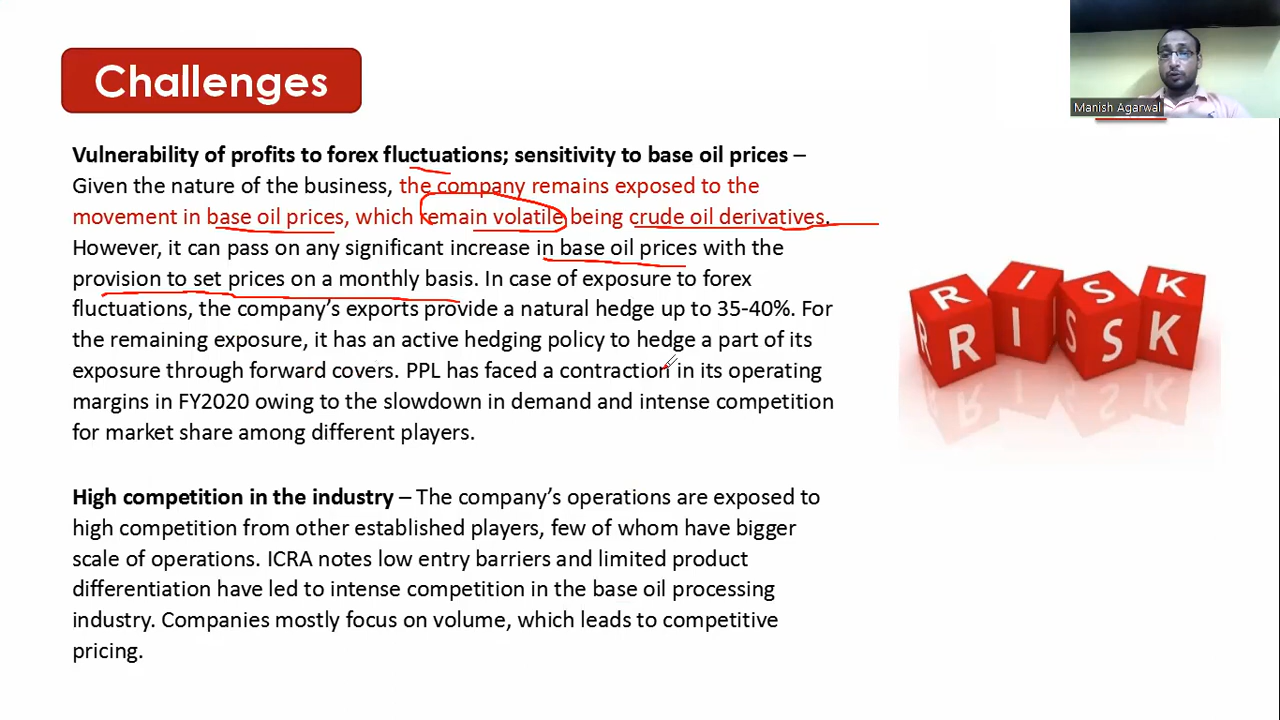 Challenges
Manish Agarwal
Vulnerability of profits to forex fluctuations; sensitivity to base oil prices –
Given the nature of the business, the company remains exposed to the
movement in base oil prices, which remain volatile being crude oil derivatives.
However, it can pass on any significant increase in base oil prices with the
provision to set prices on a monthly basis. In case of exposure to forex
fluctuations, the company’s exports provide a natural hedge up to 35-40%. For
the remaining exposure, it has an active hedging policy to hedge a part of its
exposure through forward covers. PPL has faced a contraction in its operating
margins in FY2020 owing to the slowdown in demand and intense competition
for market share among different players.
High competition in the industry – The company’s operations are exposed to
high competition from other established players, few of whom have bigger
scale of operations. ICRA notes low entry barriers and limited product
differentiation have led to intense competition in the base oil processing
industry. Companies mostly focus on volume, which leads to competitive
pricing.
R I S K
R R I S S K